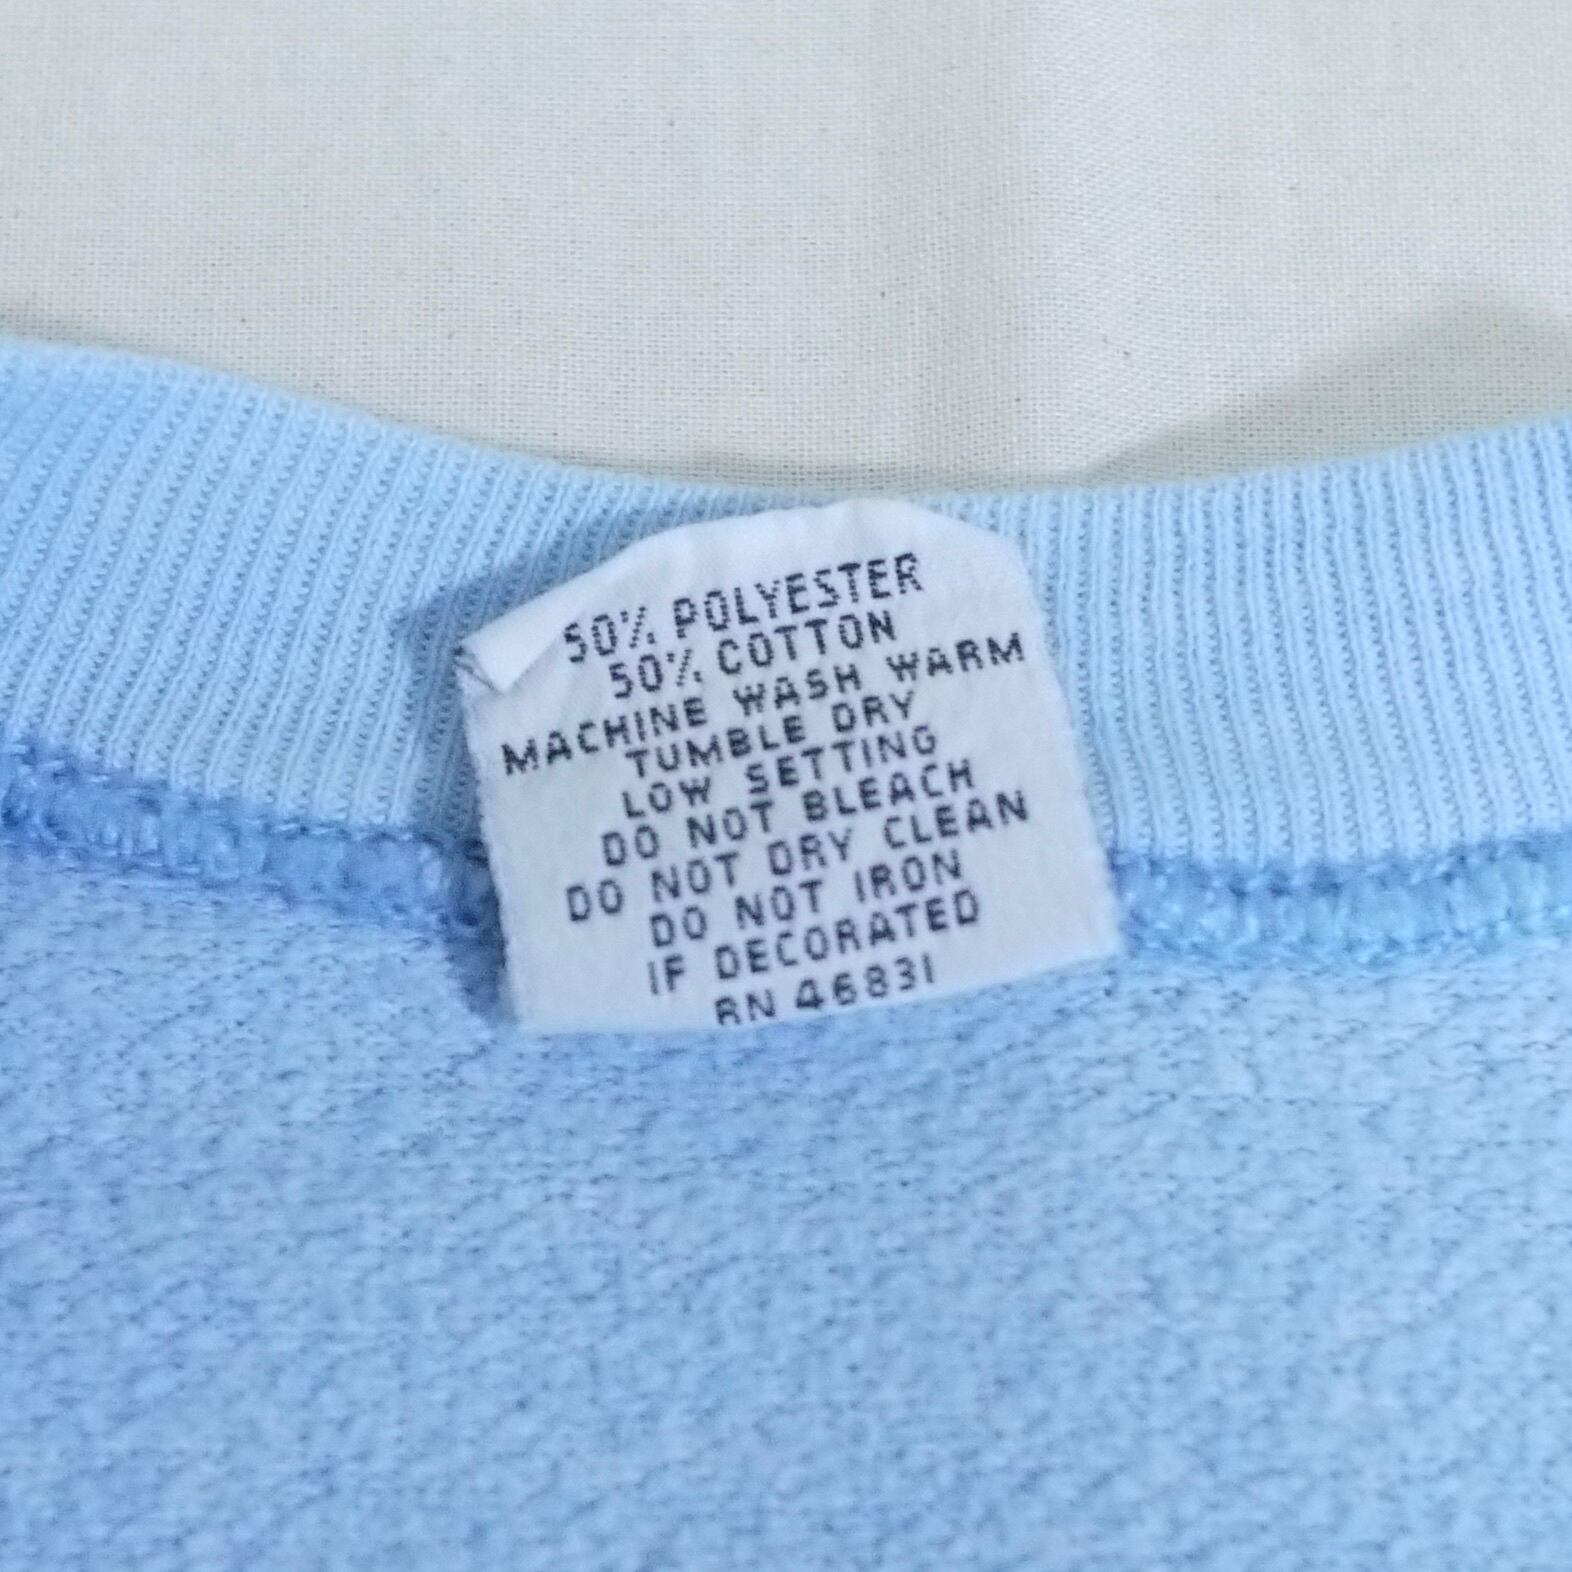 50% POLYESTER
50% COTTON
MACHINE WASH WARM
TUMBLE DRY
LOW SETTING
DO NOT BLEACH
DO NOT DRY CLEAN
DO NOT IRON
IF DECORATED
RN 46831